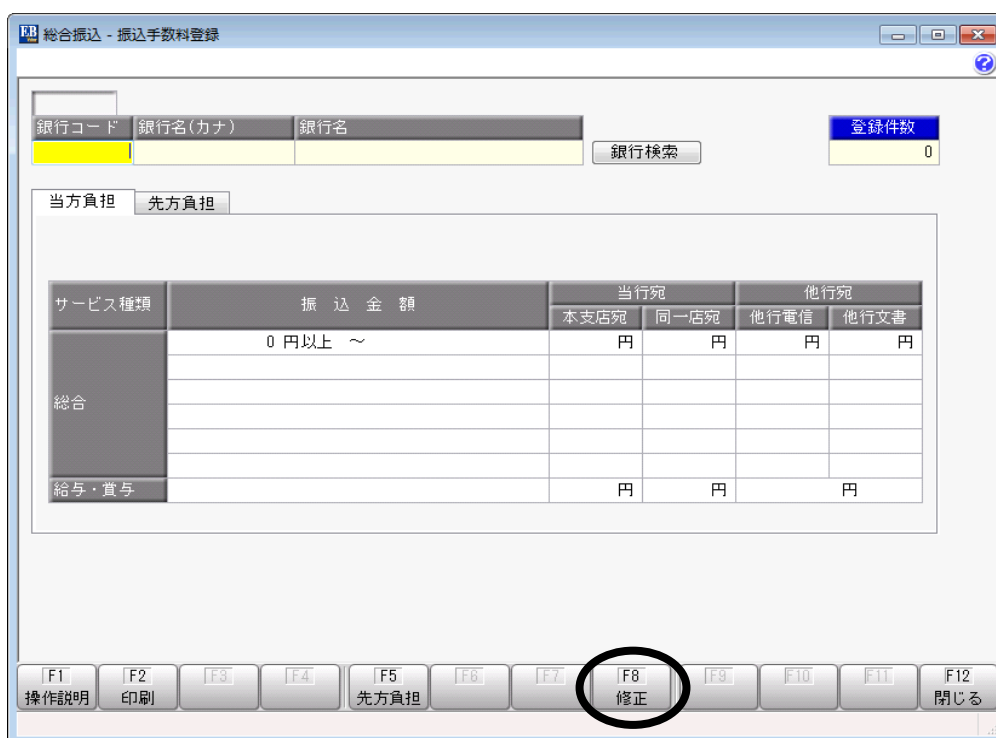 総合振込 - 振込手数料登録
銀行コード 銀行名(カナ) 銀行名 登録件数
銀行検索 0
当方負担 先方負担
サービス種類 振 込 金 額 当行宛 他行宛
本支店宛 同一店宛 他行電信 他行文書
総合 0 円以上 ～ 円 円 円 円
給与・賞与 円 円 円
F1 F2 F3 F4 F5 F6 F7 F8 F9 F10 F11 F12
操作説明 印刷 先方負担 修正 閉じる